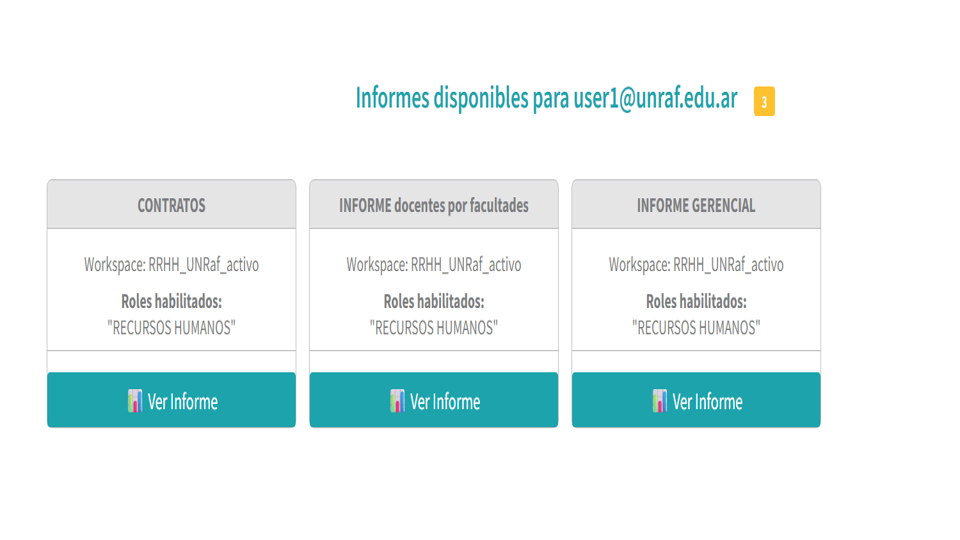 Informes disponibles para user1@unraf.edu.ar 3
CONTRATOS
Workspace: RRHH_UNRaf_activo
Roles habilitados:
"RECURSOS HUMANOS"
Ver Informe
INFORME docentes por facultades
Workspace: RRHH_UNRaf_activo
Roles habilitados:
"RECURSOS HUMANOS"
Ver Informe
INFORME GERENCIAL
Workspace: RRHH_UNRaf_activo
Roles habilitados:
"RECURSOS HUMANOS"
Ver Informe